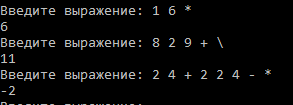 Введите выражение: 1 6 *
6
Введите выражение: 8 2 9 + \
11
Введите выражение: 2 4 + 2 2 4 - *
-2